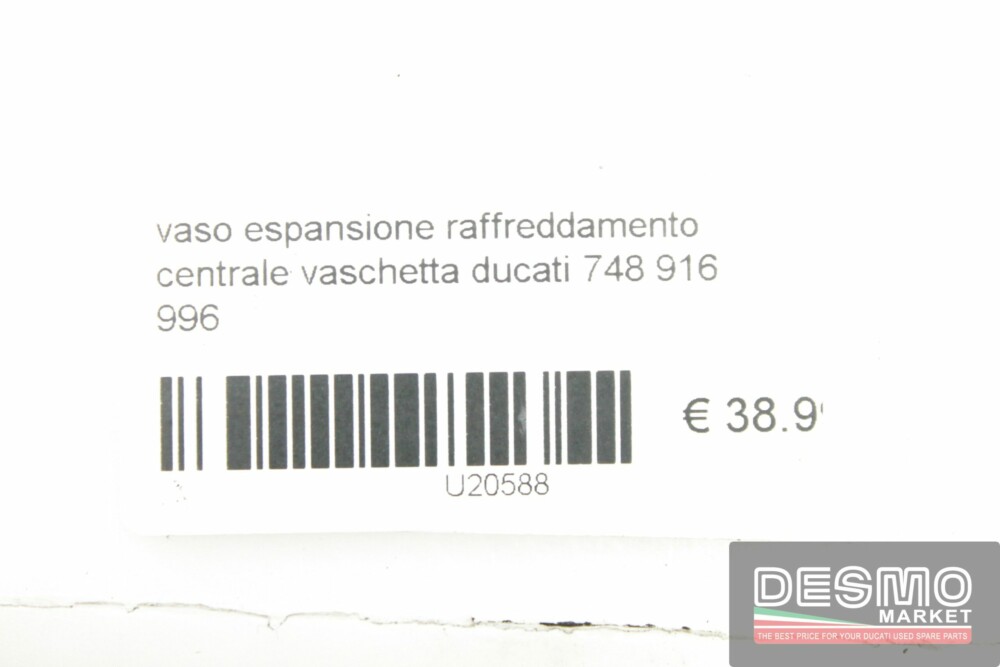 vaso espansione raffreddamento
centrale vaschetta ducati 748 916
996
€ 38.9
U20588
DESMO
MARKET
THE BEST PRICE FOR YOUR DUCATI USED SPARE PARTS